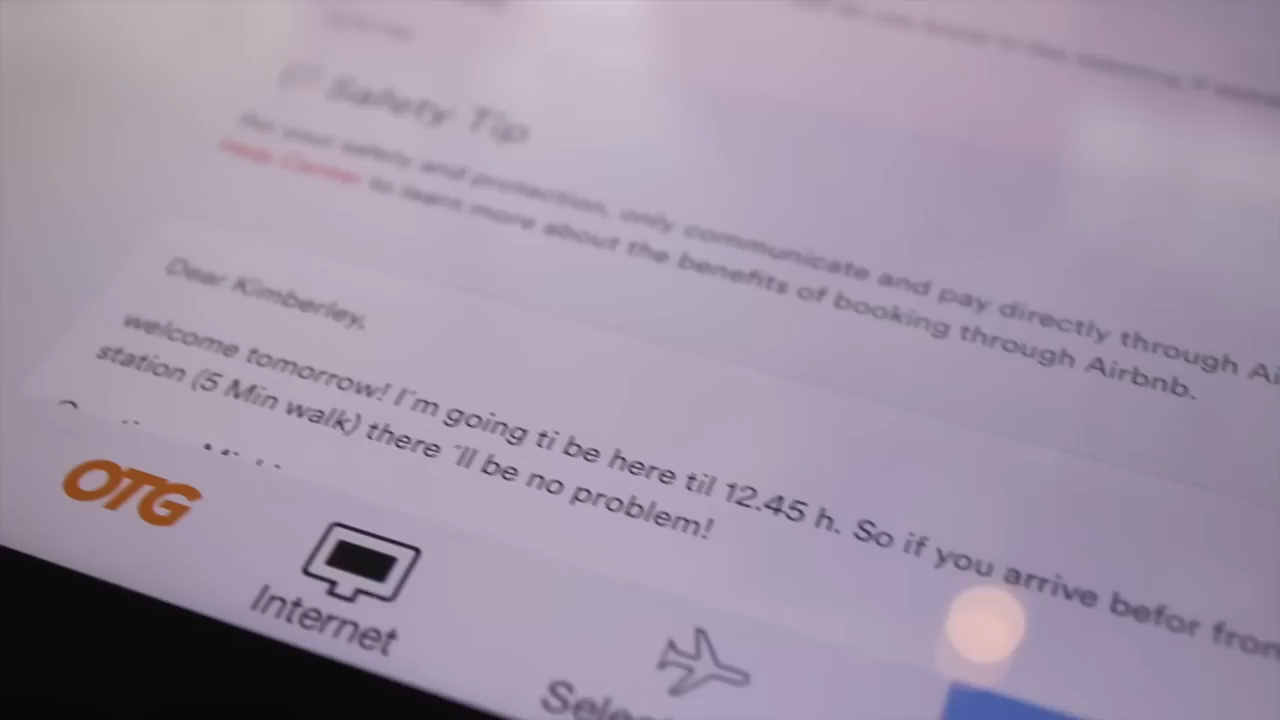 Safety Tip
For your safety and protection, only communicate and pay directly through
Help Center to learn more about the benefits of booking through Airbnb.
Dear Kimberley,
welcome tomorrow! I´m going ti be here til 12.45 h. So if you arrive befor
station (5 Min walk) there ´ll be no problem!
OTG
Internet